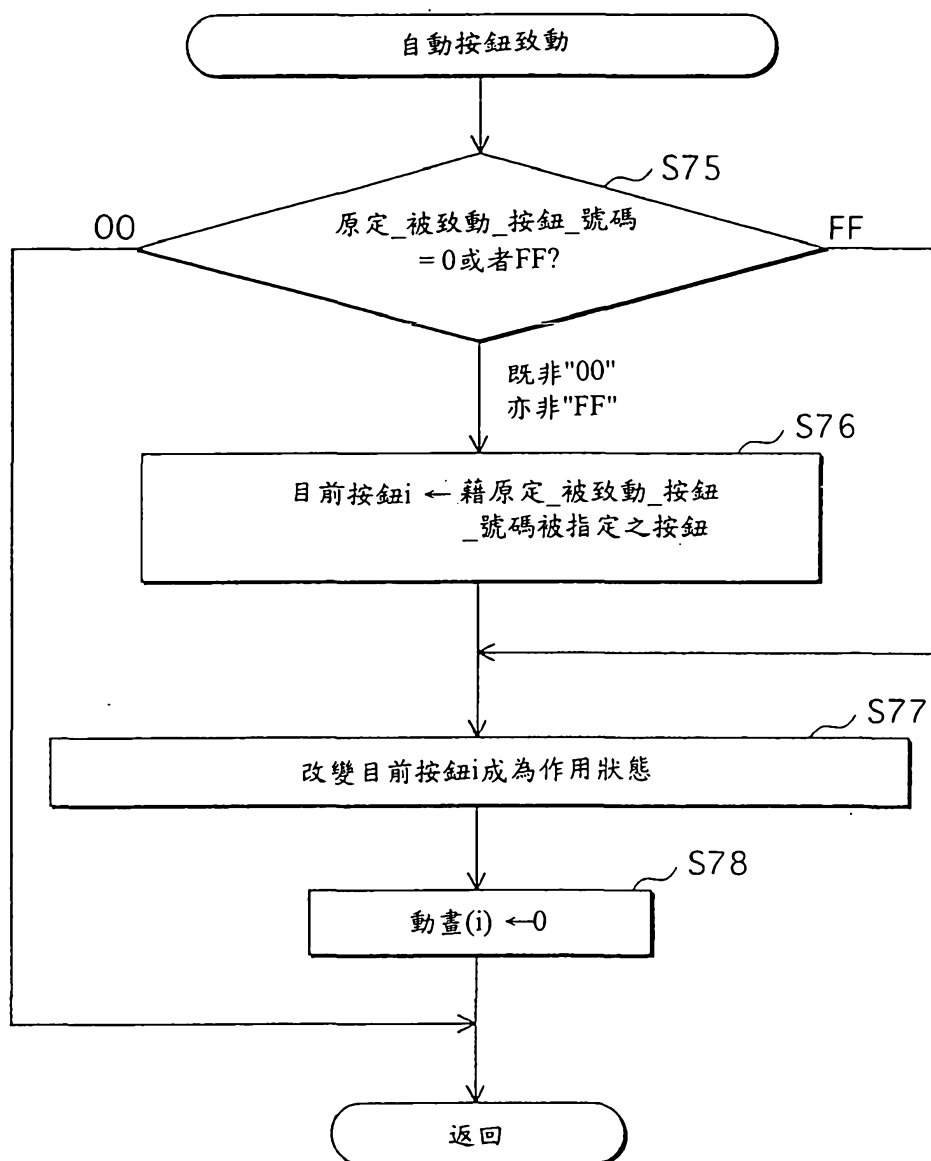 自動按鈕致動
S75
00
原定_被致動_按鈕_號碼
=0或者FF?
FF
既非"00"
亦非"FF"
S76
目前按鈕i ← 藉原定_被致動_按鈕
_號碼被指定之按鈕
S77
改變目前按鈕i成為作用狀態
S78
動畫(i) ←0
返回